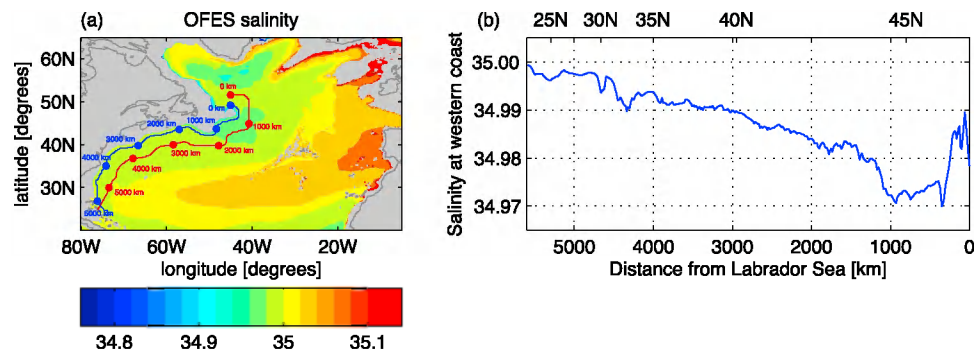 (a) OFES salinity
60N
50N
40N
30N
latitude [degrees]
0 km
0 km
1000 km
2000 km
1000 km
3000 km
2000 km
4000 km
3000 km
4000 km
5000 km
5000 km
80W 60W 40W 20W
longitude [degrees]
34.8 34.9 35 35.1
(b) 25N 30N 35N 40N 45N
35.00
34.99
34.98
34.97
Salinity at western coast
5000 4000 3000 2000 1000 0
Distance from Labrador Sea [km]